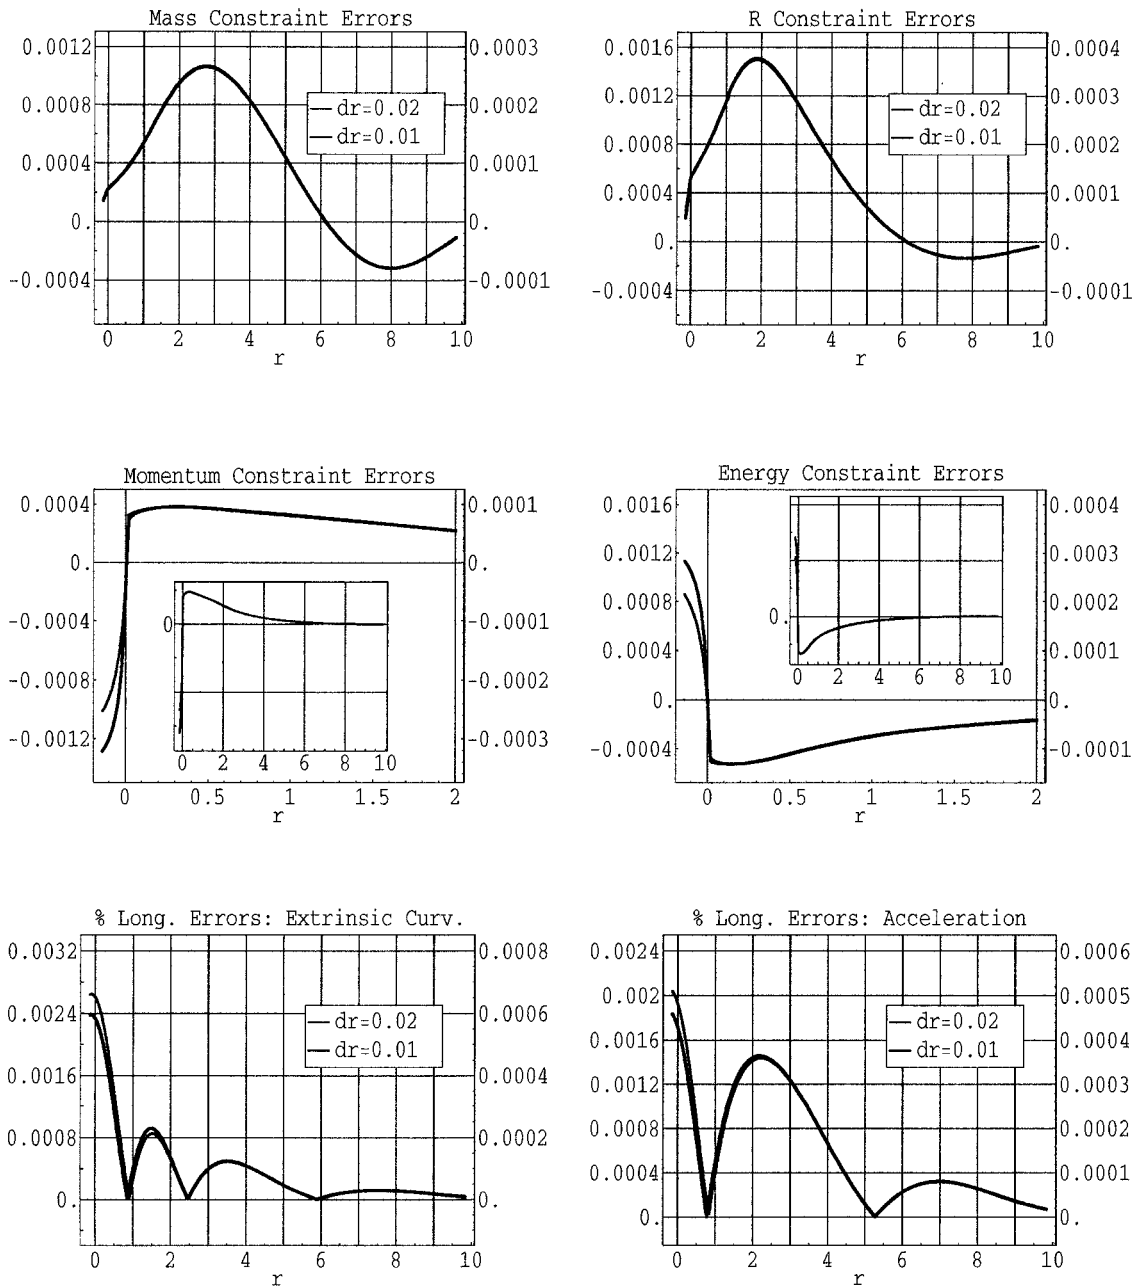 Mass Constraint Errors
0.0012
0.0008
0.0004
0.
-0.0004
0.0003
0.0002
0.0001
0.
-0.0001
dr=0.02
dr=0.01
0 2 4 6 8 10
r
R Constraint Errors
0.0016
0.0012
0.0008
0.0004
0.
-0.0004
0.0004
0.0003
0.0002
0.0001
0.
-0.0001
dr=0.02
dr=0.01
0 2 4 6 8 10
r
Momentum Constraint Errors
0.0004
0.
-0.0004
-0.0008
-0.0012
0.0001
0.
-0.0001
-0.0002
-0.0003
0
0 2 4 6 8 10
0 0.5 1 1.5 2
r
Energy Constraint Errors
0.0016
0.0012
0.0008
0.0004
0.
-0.0004
0.0004
0.0003
0.0002
0.0001
0.
-0.0001
0.
0 2 4 6 8 10
0 0.5 1 1.5 2
r
% Long. Errors: Extrinsic Curv.
0.0032
0.0024
0.0016
0.0008
0.
0.0008
0.0006
0.0004
0.0002
0.
dr=0.02
dr=0.01
0 2 4 6 8 10
r
% Long. Errors: Acceleration
0.0024
0.002
0.0016
0.0012
0.0008
0.0004
0.
0.0006
0.0005
0.0004
0.0003
0.0002
0.0001
0.
dr=0.02
dr=0.01
0 2 4 6 8 10
r